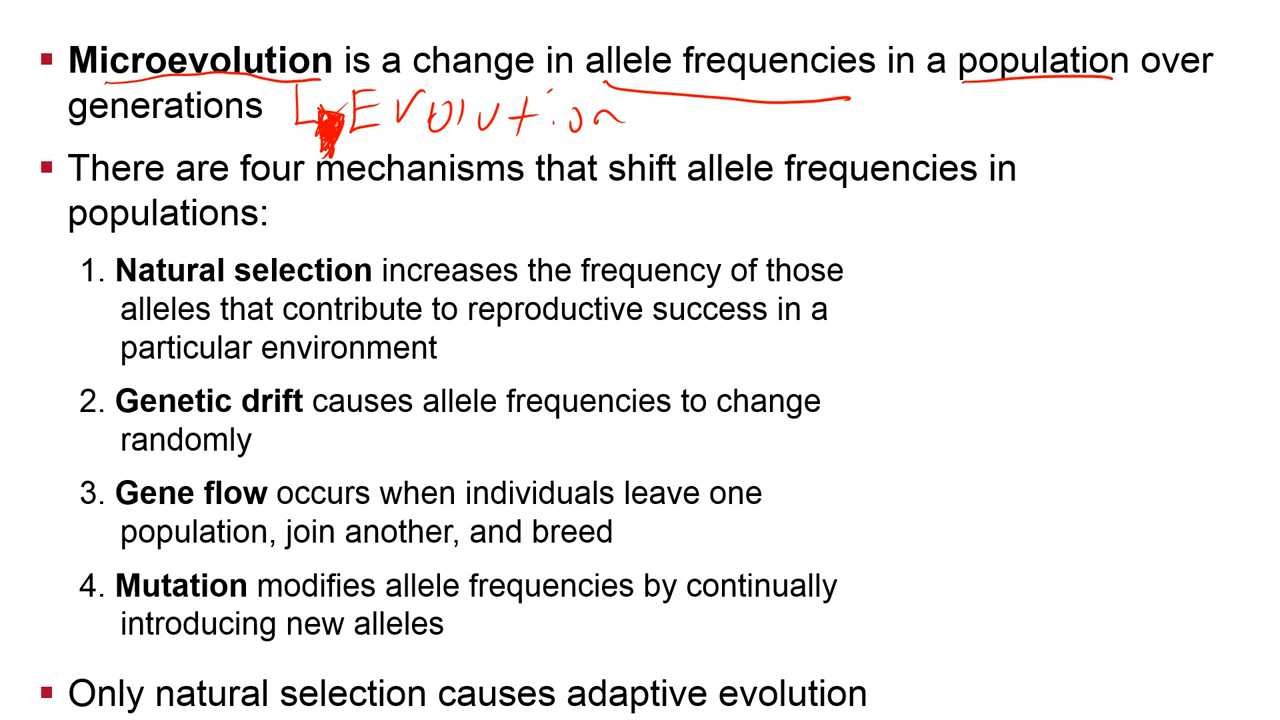 ▪ Microevolution is a change in allele frequencies in a population over
generations
Evolution
▪ There are four mechanisms that shift allele frequencies in
populations:
1. Natural selection increases the frequency of those
alleles that contribute to reproductive success in a
particular environment
2. Genetic drift causes allele frequencies to change
randomly
3. Gene flow occurs when individuals leave one
population, join another, and breed
4. Mutation modifies allele frequencies by continually
introducing new alleles
▪ Only natural selection causes adaptive evolution